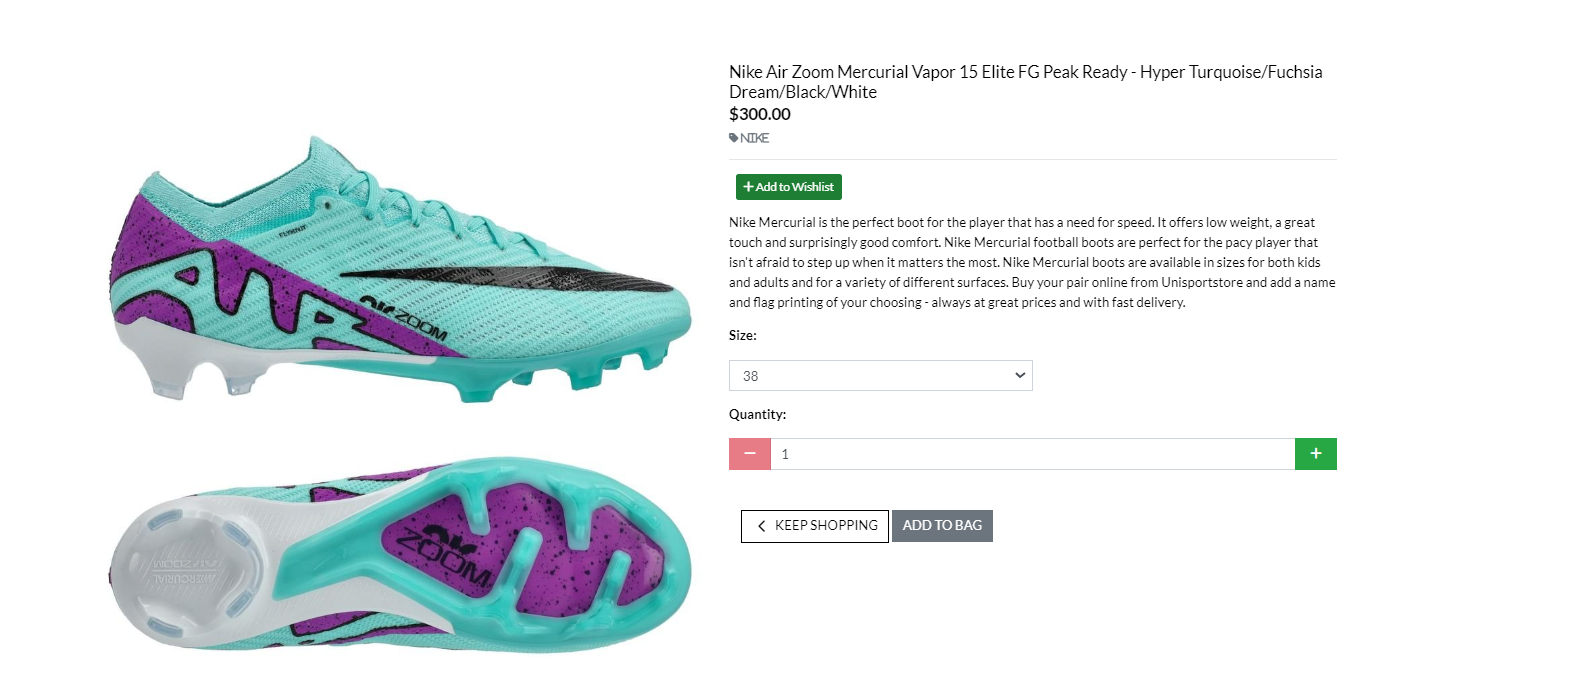 Nike Air Zoom Mercurial Vapor 15 Elite FG Peak Ready - Hyper Turquoise/Fuchsia
Dream/Black/White
$300.00
NIKE
Add to Wishlist
Nike Mercurial is the perfect boot for the player that has a need for speed. It offers low weight, a great
touch and surprisingly good comfort. Nike Mercurial football boots are perfect for the pacy player that
isn't afraid to step up when it matters the most. Nike Mercurial boots are available in sizes for both kids
and adults and for a variety of different surfaces. Buy your pair online from Unisportstore and add a name
and flag printing of your choosing - always at great prices and with fast delivery.
Size:
38
Quantity:
1
KEEP SHOPPING
ADD TO BAG
FLYKNIT
AIR
ZOOM
ZOOM
MERCURIAL